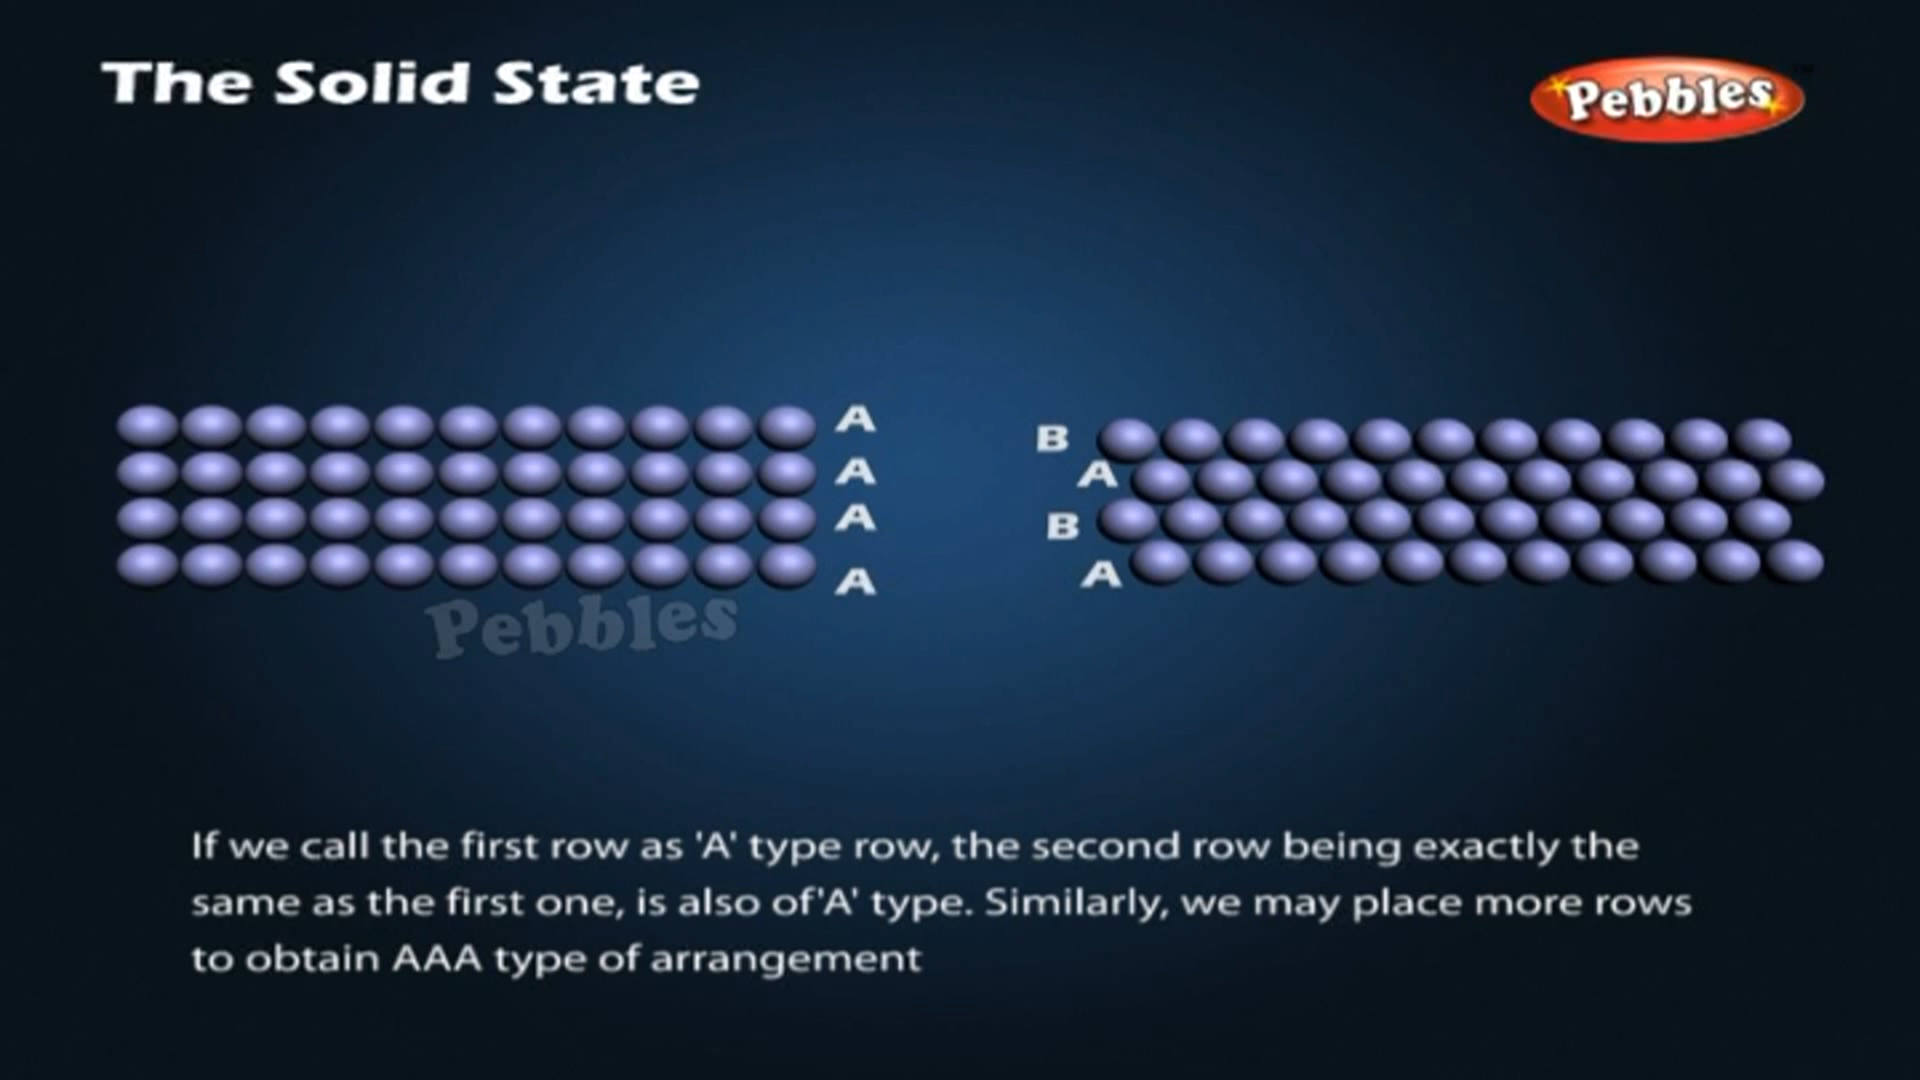 The Solid State
Pebbles™
A
A
A
A
B
A
B
A
Pebbles
If we call the first row as 'A' type row, the second row being exactly the
same as the first one, is also of'A' type. Similarly, we may place more rows
to obtain AAA type of arrangement